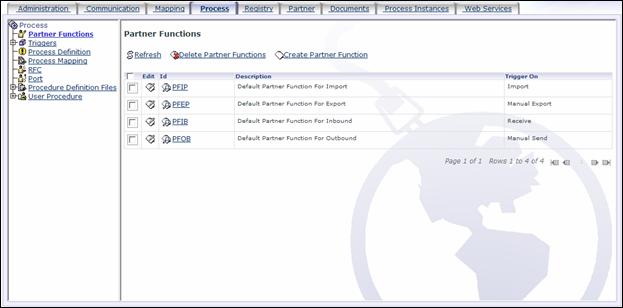 Administration Communication Mapping Process Registry Partner Documents Process Instances Web Services
Process
Partner Functions
Triggers
Process Definition
Process Mapping
RFC
Port
Procedure Definition Files
User Procedure
Partner Functions
Refresh Delete Partner Functions Create Partner Function
Edit Id Description Trigger On
PFIP Default Partner Function For Import Import
PFEP Default Partner Function For Export Manual Export
PFIB Default Partner Function For Inbound Receive
PFOB Default Partner Function For Outbound Manual Send
Page 1 of 1 Rows 1 to 4 of 4 1